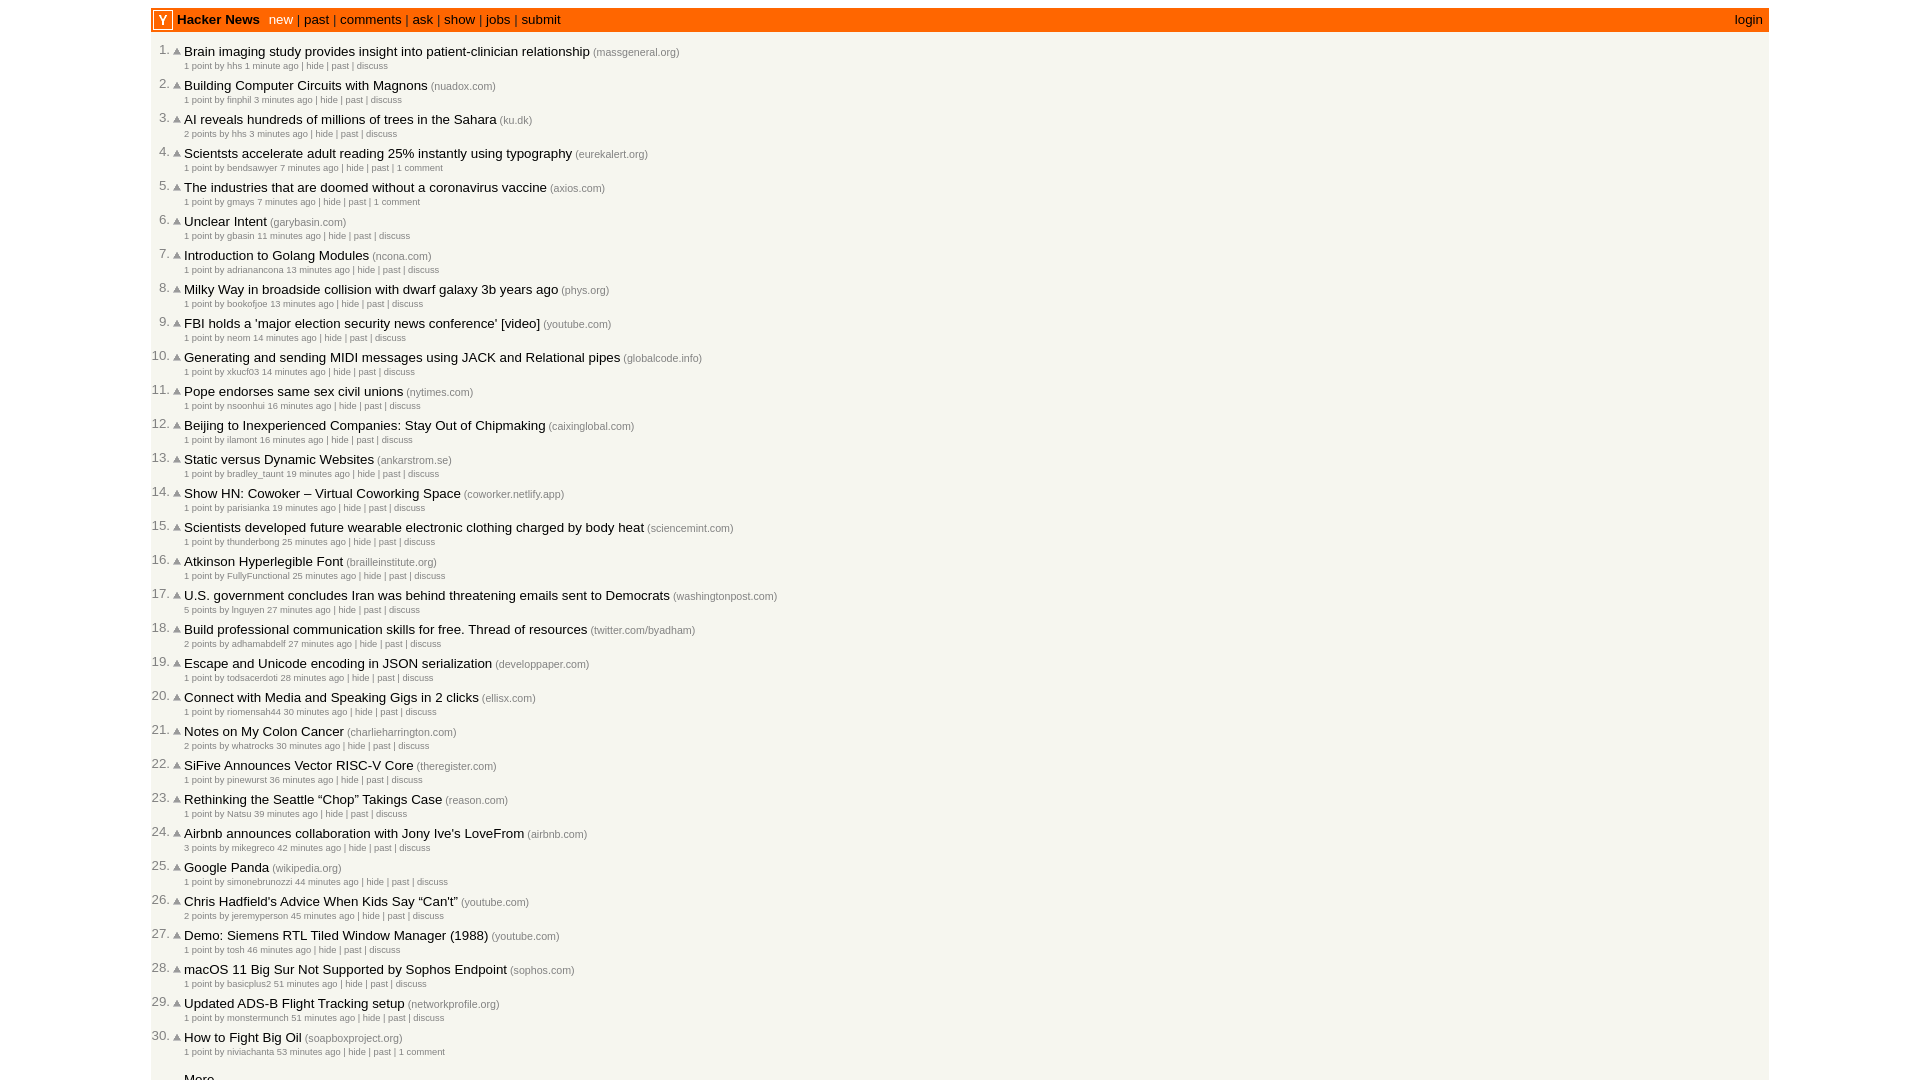 Y Hacker News new | past | comments | ask | show | jobs | submit login
1. Brain imaging study provides insight into patient-clinician relationship (massgeneral.org)
1 point by hhs 1 minute ago | hide | past | discuss
2. Building Computer Circuits with Magnons (nuadox.com)
1 point by finphil 3 minutes ago | hide | past | discuss
3. AI reveals hundreds of millions of trees in the Sahara (ku.dk)
2 points by hhs 3 minutes ago | hide | past | discuss
4. Scientsts accelerate adult reading 25% instantly using typography (eurekalert.org)
1 point by bendsawyer 7 minutes ago | hide | past | 1 comment
5. The industries that are doomed without a coronavirus vaccine (axios.com)
1 point by gmays 7 minutes ago | hide | past | 1 comment
6. Unclear Intent (garybasin.com)
1 point by gbasin 11 minutes ago | hide | past | discuss
7. Introduction to Golang Modules (ncona.com)
1 point by adrianancona 13 minutes ago | hide | past | discuss
8. Milky Way in broadside collision with dwarf galaxy 3b years ago (phys.org)
1 point by bookofjoe 13 minutes ago | hide | past | discuss
9. FBI holds a 'major election security news conference' [video] (youtube.com)
1 point by neom 14 minutes ago | hide | past | discuss
10. Generating and sending MIDI messages using JACK and Relational pipes (globalcode.info)
1 point by xkucf03 14 minutes ago | hide | past | discuss
11. Pope endorses same sex civil unions (nytimes.com)
1 point by nsoonhui 16 minutes ago | hide | past | discuss
12. Beijing to Inexperienced Companies: Stay Out of Chipmaking (caixinglobal.com)
1 point by ilamont 16 minutes ago | hide | past | discuss
13. Static versus Dynamic Websites (ankarstrom.se)
1 point by bradley_taunt 19 minutes ago | hide | past | discuss
14. Show HN: Cowoker – Virtual Coworking Space (coworker.netlify.app)
1 point by parisianka 19 minutes ago | hide | past | discuss
15. Scientists developed future wearable electronic clothing charged by body heat (sciencemint.com)
1 point by thunderbong 25 minutes ago | hide | past | discuss
16. Atkinson Hyperlegible Font (brailleinstitute.org)
1 point by FullyFunctional 25 minutes ago | hide | past | discuss
17. U.S. government concludes Iran was behind threatening emails sent to Democrats (washingtonpost.com)
5 points by lnguyen 27 minutes ago | hide | past | discuss
18. Build professional communication skills for free. Thread of resources (twitter.com/byadham)
2 points by adhamabdelf 27 minutes ago | hide | past | discuss
19. Escape and Unicode encoding in JSON serialization (developpaper.com)
1 point by todsacerdoti 28 minutes ago | hide | past | discuss
20. Connect with Media and Speaking Gigs in 2 clicks (ellisx.com)
1 point by riomensah44 30 minutes ago | hide | past | discuss
21. Notes on My Colon Cancer (charlieharrington.com)
2 points by whatrocks 30 minutes ago | hide | past | discuss
22. SiFive Announces Vector RISC-V Core (theregister.com)
1 point by pinewurst 36 minutes ago | hide | past | discuss
23. Rethinking the Seattle “Chop” Takings Case (reason.com)
1 point by Natsu 39 minutes ago | hide | past | discuss
24. Airbnb announces collaboration with Jony Ive's LoveFrom (airbnb.com)
3 points by mikegreco 42 minutes ago | hide | past | discuss
25. Google Panda (wikipedia.org)
1 point by simonebrunozzi 44 minutes ago | hide | past | discuss
26. Chris Hadfield's Advice When Kids Say “Can't” (youtube.com)
2 points by jeremyperson 45 minutes ago | hide | past | discuss
27. Demo: Siemens RTL Tiled Window Manager (1988) (youtube.com)
1 point by tosh 46 minutes ago | hide | past | discuss
28. macOS 11 Big Sur Not Supported by Sophos Endpoint (sophos.com)
1 point by basicplus2 51 minutes ago | hide | past | discuss
29. Updated ADS-B Flight Tracking setup (networkprofile.org)
1 point by monstermunch 51 minutes ago | hide | past | discuss
30. How to Fight Big Oil (soapboxproject.org)
1 point by niviachanta 53 minutes ago | hide | past | 1 comment
More